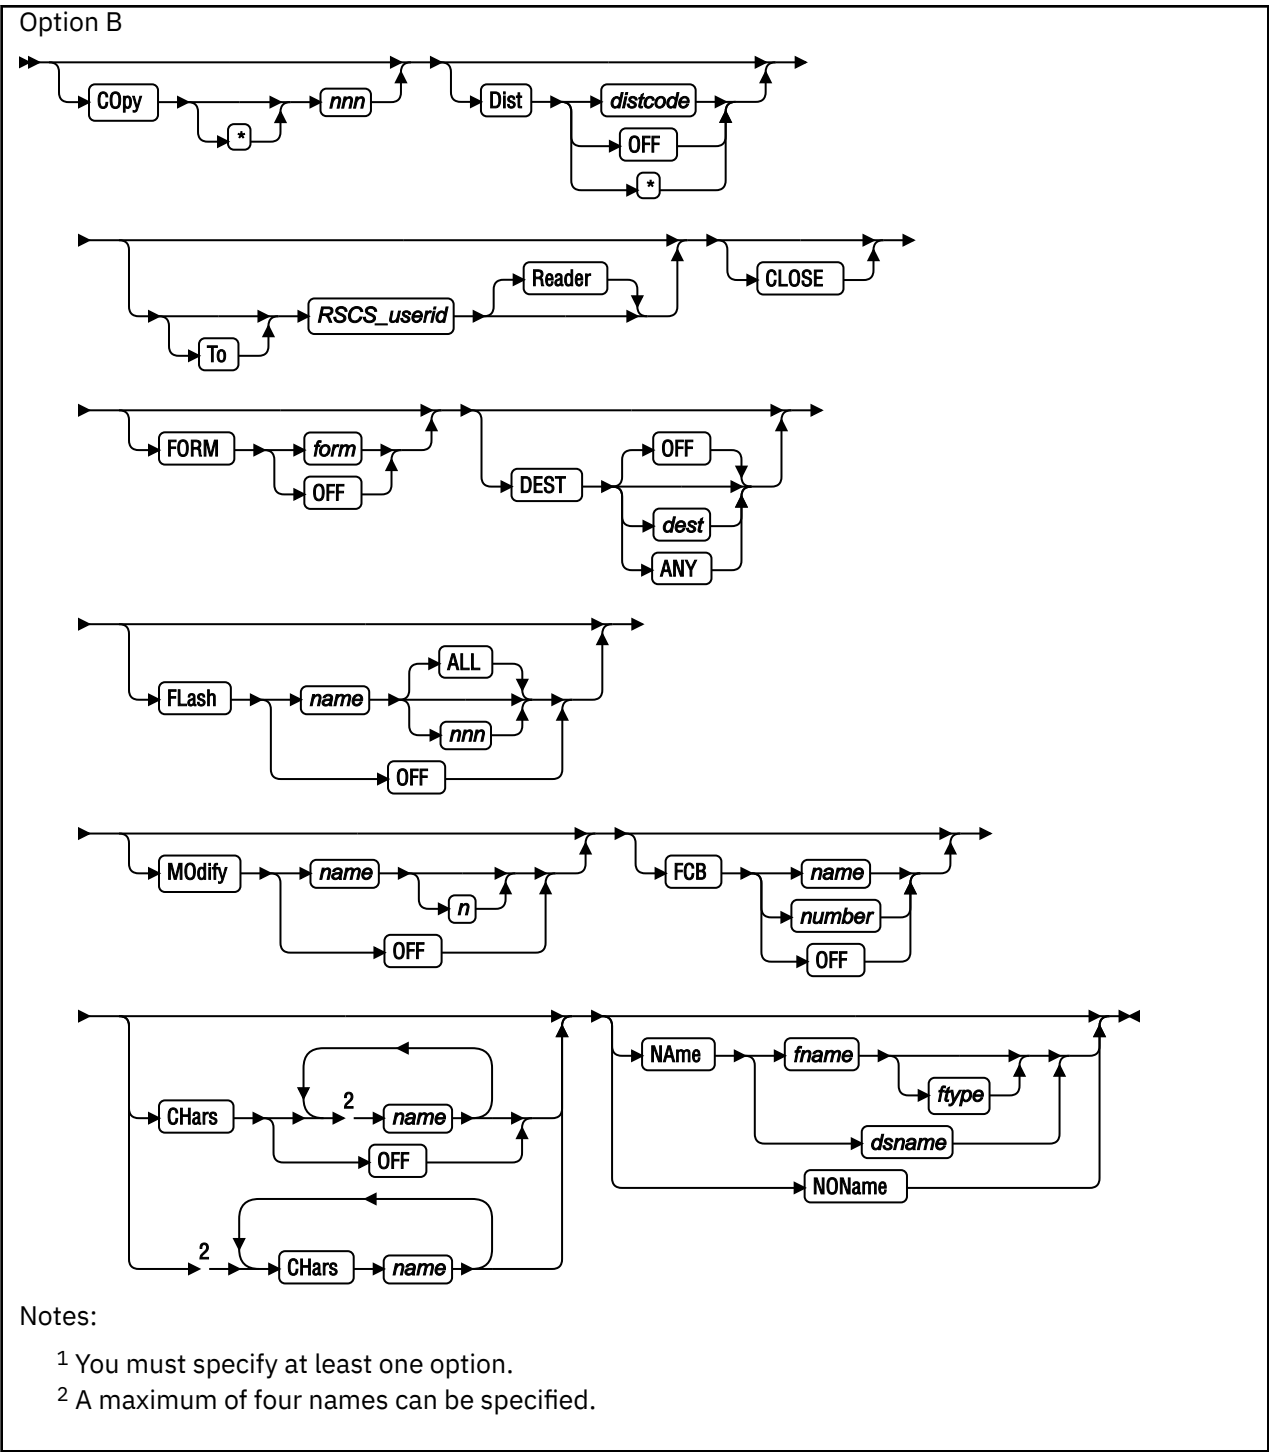 Option B
COpy * nnn Dist distcode OFF *
To RSCS_userid Reader CLOSE
FORM form OFF DEST OFF dest ANY
FLash name ALL nnn OFF
MOdify name n OFF FCB name number OFF
CHars 2 name OFF NAme fname ftype dsname NOName
2 CHars name
Notes:
1 You must specify at least one option.
2 A maximum of four names can be specified.